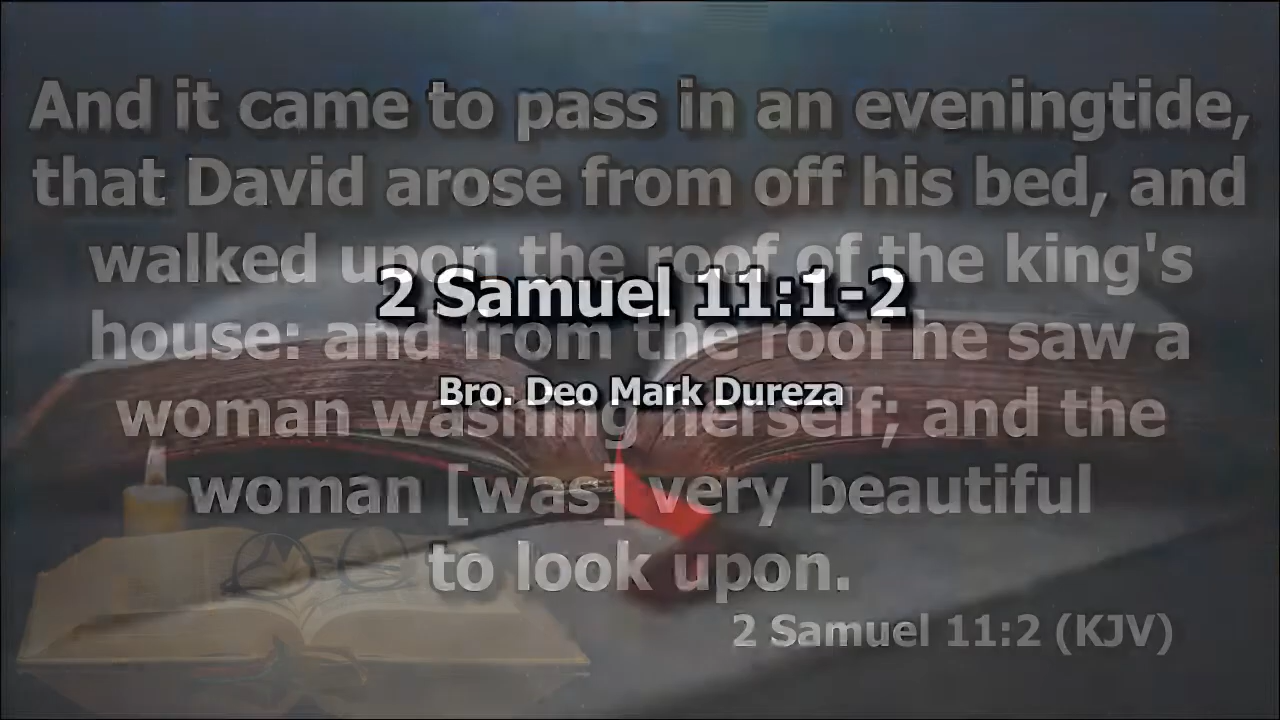 And it came to pass in an eveningtide,
that David arose from off his bed, and
walked upon the roof of the king's
2 Samuel 11:1-2
house: and from the roof he saw a
Bro. Deo Mark Dureza
woman washing herself; and the
woman [was] very beautiful
to look upon.
2 Samuel 11:2 (KJV)